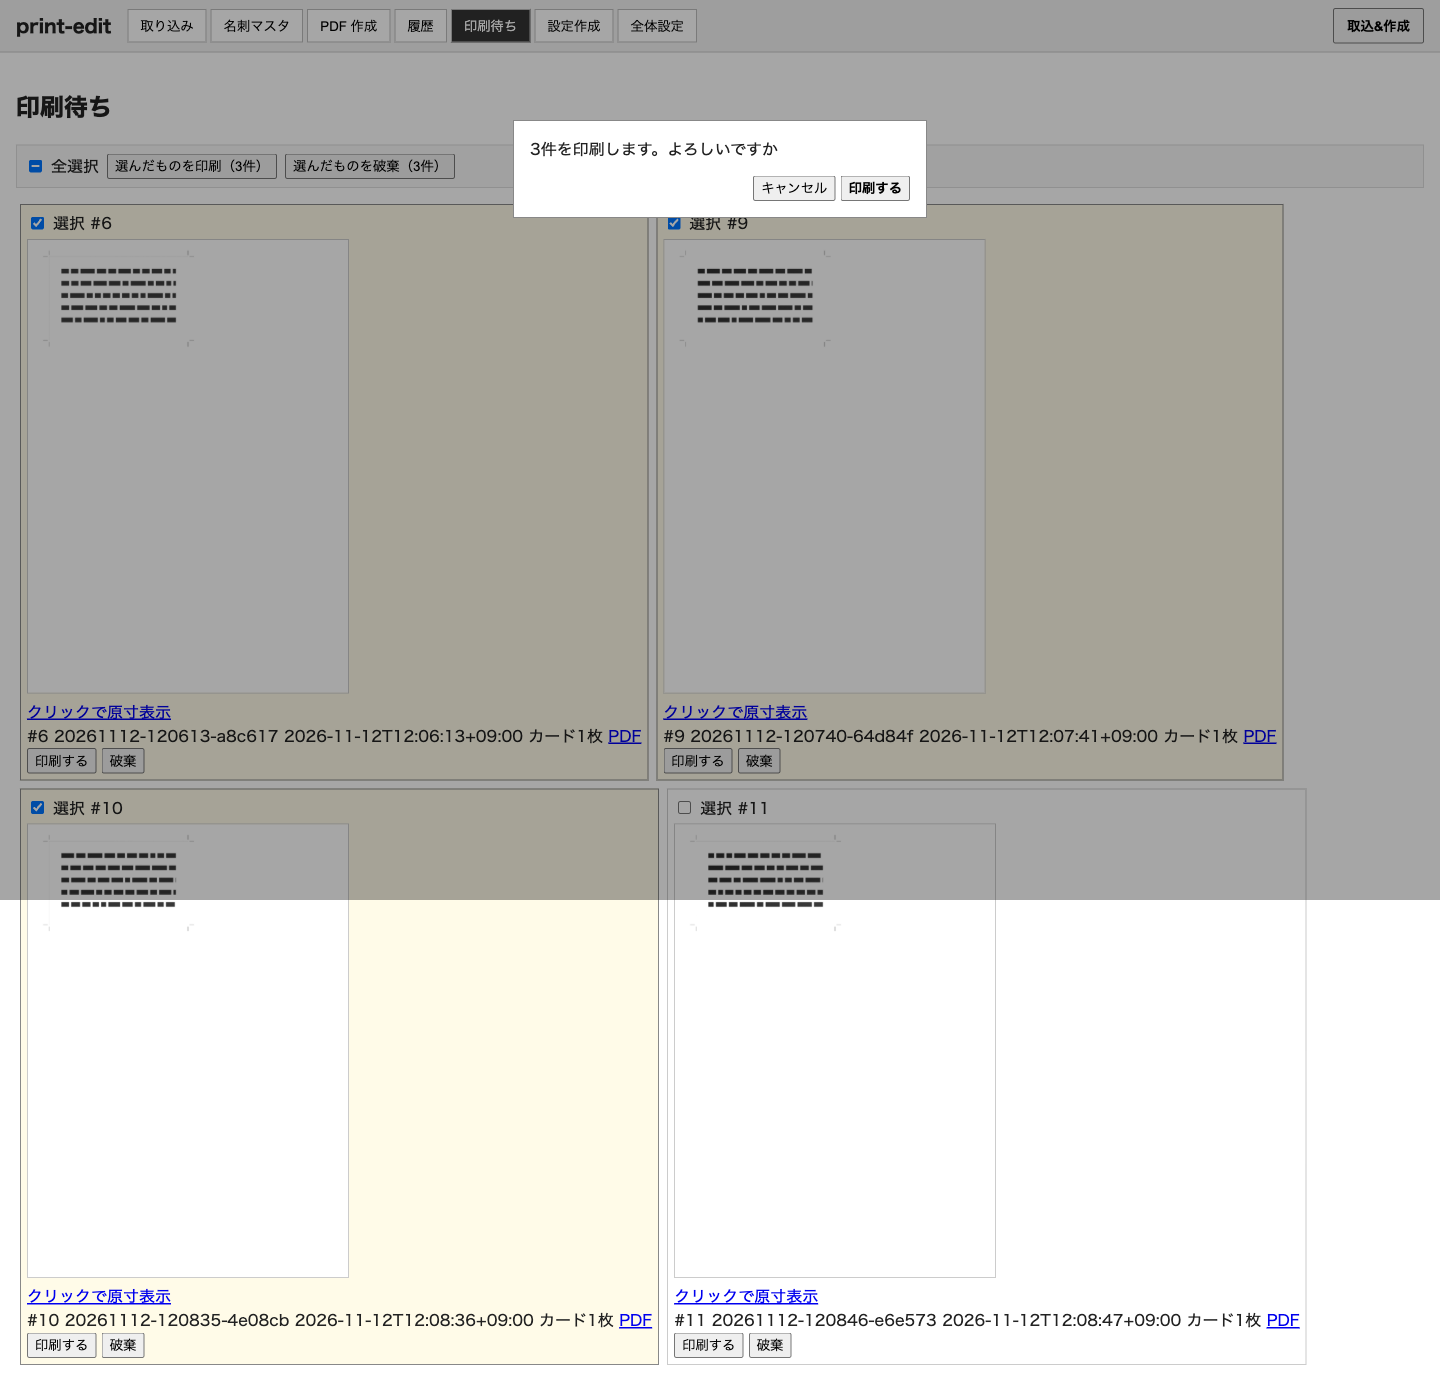 print-edit 取り込み 名刺マスタ PDF 作成 履歴 印刷待ち 設定作成 全体設定 取込&作成
印刷待ち
3件を印刷します。よろしいですか
キャンセル 印刷する
全選択 選んだものを印刷（3件） 選んだものを破棄（3件）
選択 #6
クリックで原寸表示
#6 20261112-120613-a8c617 2026-11-12T12:06:13+09:00 カード1枚 PDF
印刷する 破棄
選択 #9
クリックで原寸表示
#9 20261112-120740-64d84f 2026-11-12T12:07:41+09:00 カード1枚 PDF
印刷する 破棄
選択 #10
クリックで原寸表示
#10 20261112-120835-4e08cb 2026-11-12T12:08:36+09:00 カード1枚 PDF
印刷する 破棄
選択 #11
クリックで原寸表示
#11 20261112-120846-e6e573 2026-11-12T12:08:47+09:00 カード1枚 PDF
印刷する 破棄